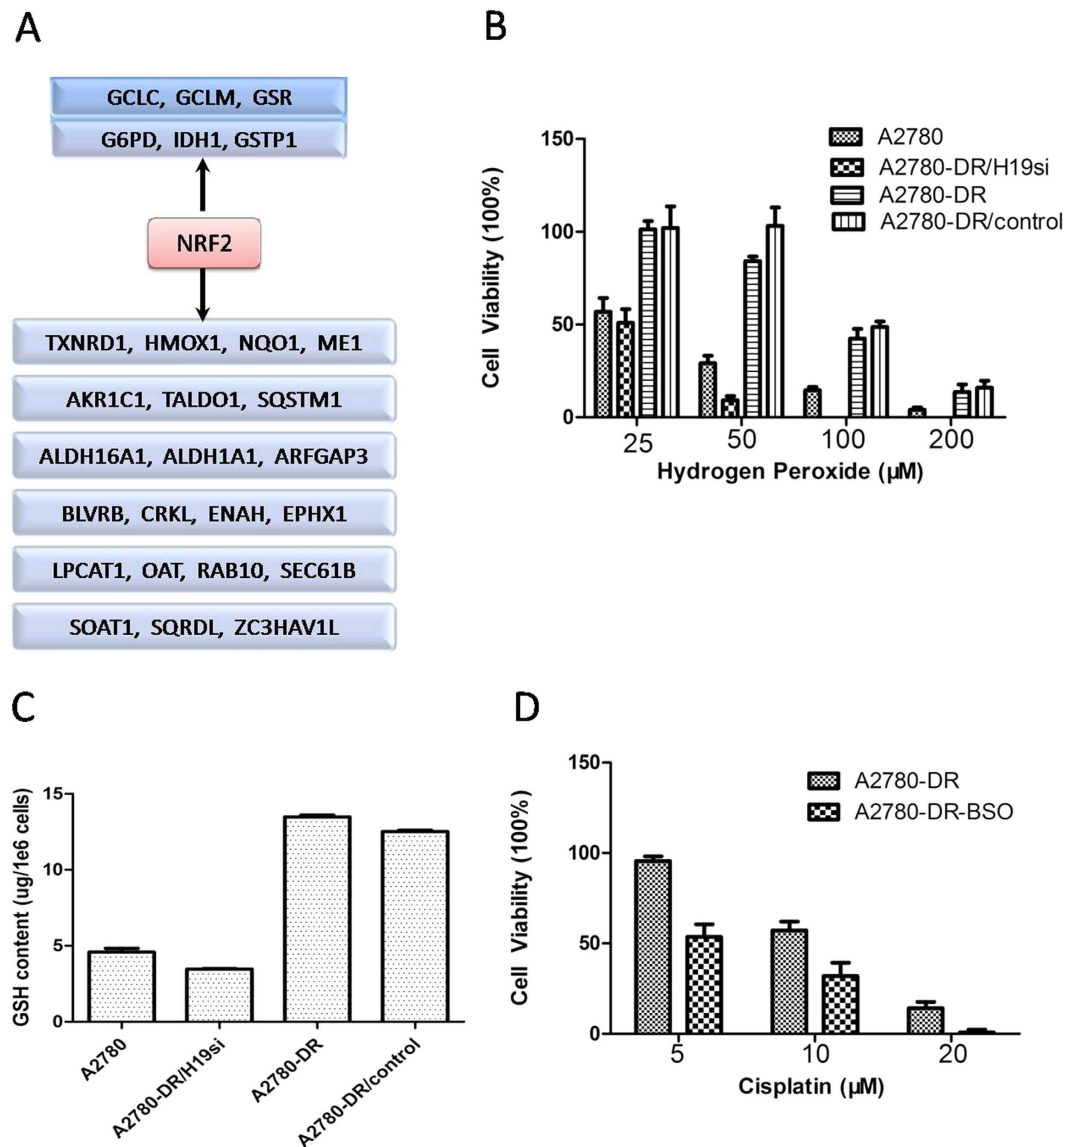 A
GCLC, GCLM, GSR
G6PD, IDH1, GSTP1
NRF2
TXNRD1, HMOX1, NQO1, ME1
AKR1C1, TALDO1, SQSTM1
ALDH16A1, ALDH1A1, ARFGAP3
BLVRB, CRKL, ENAH, EPHX1
LPCAT1, OAT, RAB10, SEC61B
SOAT1, SQRDL, ZC3HAV1L
B
Cell Viability (100%)
150
100
50
0
A2780
A2780-DR/H19si
A2780-DR
A2780-DR/control
25 50 100 200
Hydrogen Peroxide (µM)
C
GSH content (ug/1e6 cells)
15
10
5
0
A2780
A2780-DR/H19si
A2780-DR
A2780-DR/control
D
Cell Viability (100%)
150
100
50
0
A2780-DR
A2780-DR-BSO
5 10 20
Cisplatin (µM)